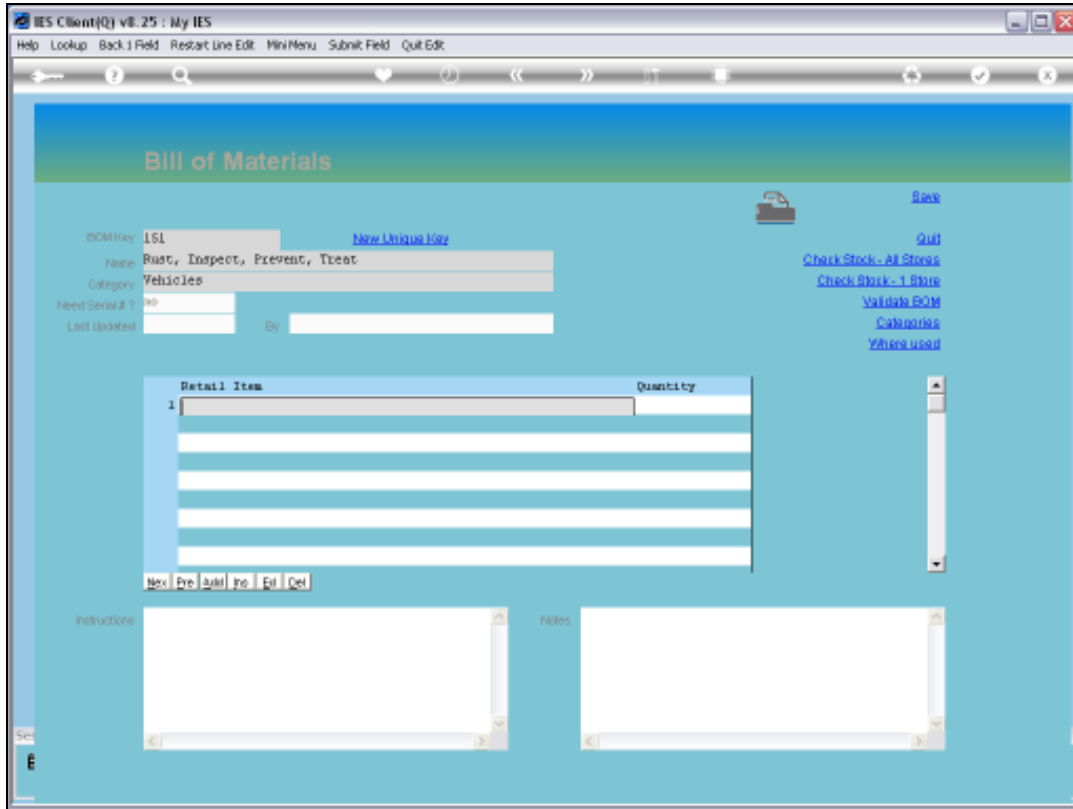 IES Client(Q) v8.25 : My IES
Help Lookup Back 1 Field Restart Line Edit MiniMenu Submit Field Quit Edit
Bill of Materials
Save
BOM Key 151 New Unique Key Quit
Name Rust, Inspect, Prevent, Treat Check Stock - All Stores
Category Vehicles Check Stock - 1 Store
Need Serial # ? no Validate BOM
Last Updated By Categories
Where used
Retail Item Quantity
1
Nex Pre Add Ins Ed Del
Instructions Notes
Se